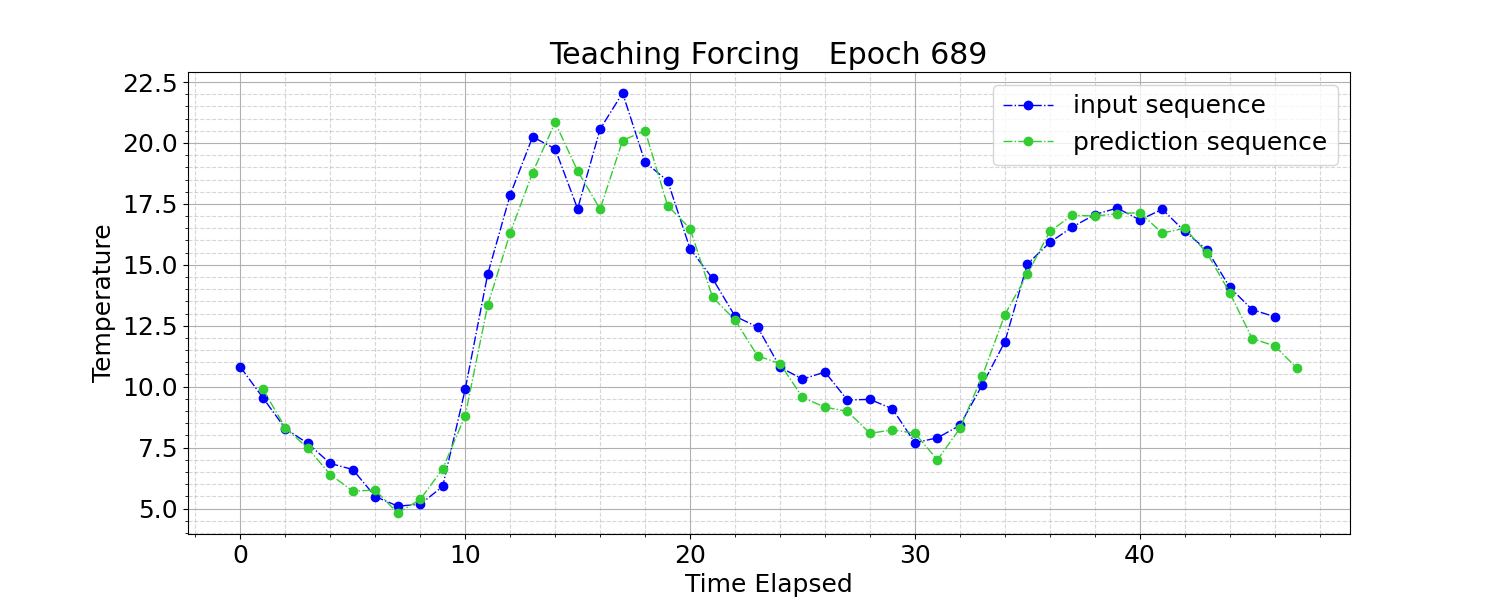 Teaching Forcing   Epoch 689
22.5
20.0
17.5
15.0
12.5
10.0
7.5
5.0
Temperature
input sequence
prediction sequence
0 10 20 30 40
Time Elapsed